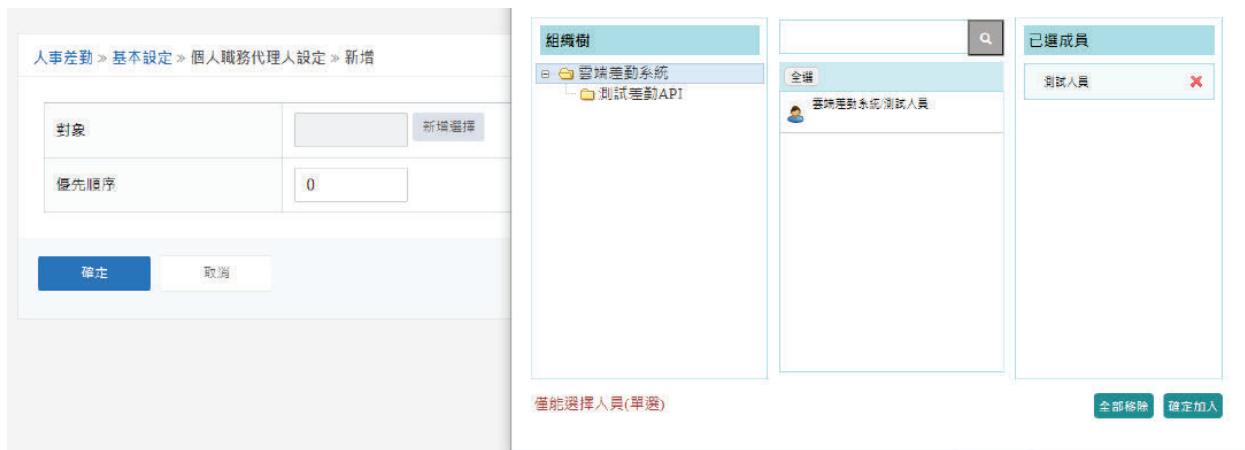 人事差勤 » 基本設定 » 個人職務代理人設定 » 新增
對象
新增選擇
優先順序
0
確定
取消
組織樹
雲端差勤系統
測試差勤API
全選
雲端差勤系統/測試人員
已選成員
測試人員
僅能選擇人員(單選)
全部移除
確定加入